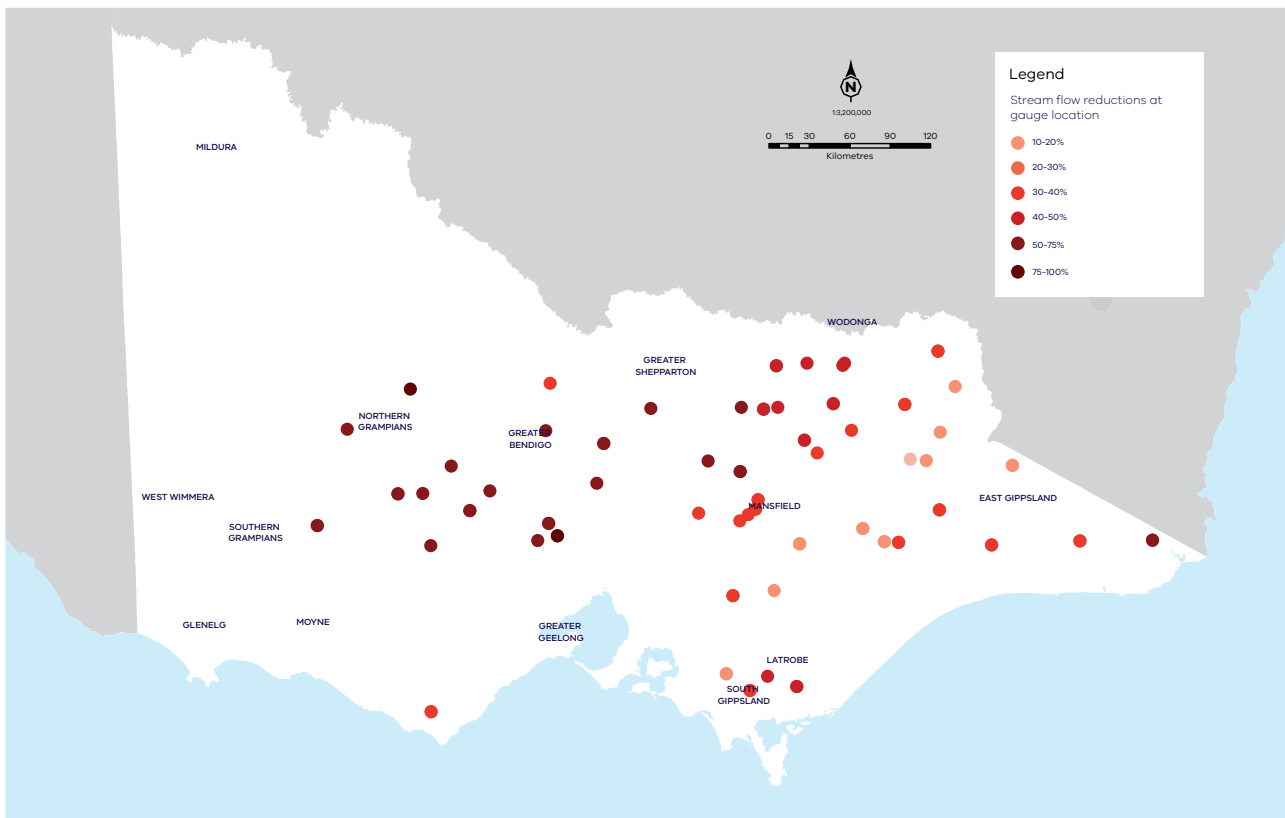 Legend
Stream flow reductions at
gauge location
10-20%
20-30%
30-40%
40-50%
50-75%
75-100%
N
1:3,200,000
0 15 30 60 90 120
Kilometres
MILDURA
WODONGA
GREATER
SHEPPARTON
NORTHERN
GRAMPIANS
GREATER
BENDIGO
WEST WIMMERA
EAST GIPPSLAND
MANSFIELD
SOUTHERN
GRAMPIANS
GLENELG
MOYNE
GREATER
GEELONG
LATROBE
SOUTH
GIPPSLAND